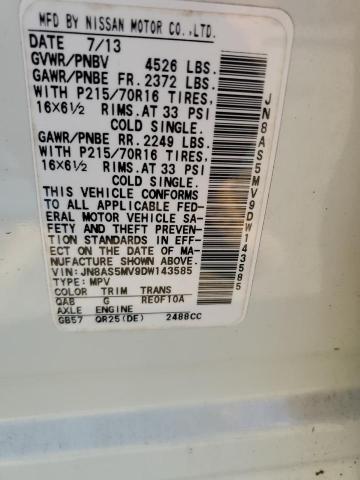 MFD BY NISSAN MOTOR CO., LTD.
DATE 7/13
GVWR/PNBV 4526 LBS.
GAWR/PNBE FR. 2372 LBS.
WITH P215/70R16 TIRES,
16X6½ RIMS. AT 33 PSI
COLD SINGLE.
GAWR/PNBE RR. 2249 LBS.
WITH P215/70R16 TIRES,
16X6½ RIMS. AT 33 PSI
COLD SINGLE.
THIS VEHICLE CONFORMS
TO ALL APPLICABLE FED-
ERAL MOTOR VEHICLE SA-
FETY AND THEFT PREVENTION
STANDARDS IN EFF-
ECT ON THE DATE OF MA-
NUFACTURE SHOWN ABOVE.
VIN: JN8AS5MV9DW143585
TYPE: MPV
COLOR TRIM TRANS
QAB G RE0F10A
AXLE ENGINE
GB57 QR25(DE) 2488CC
JN8AS5MV9DW143585